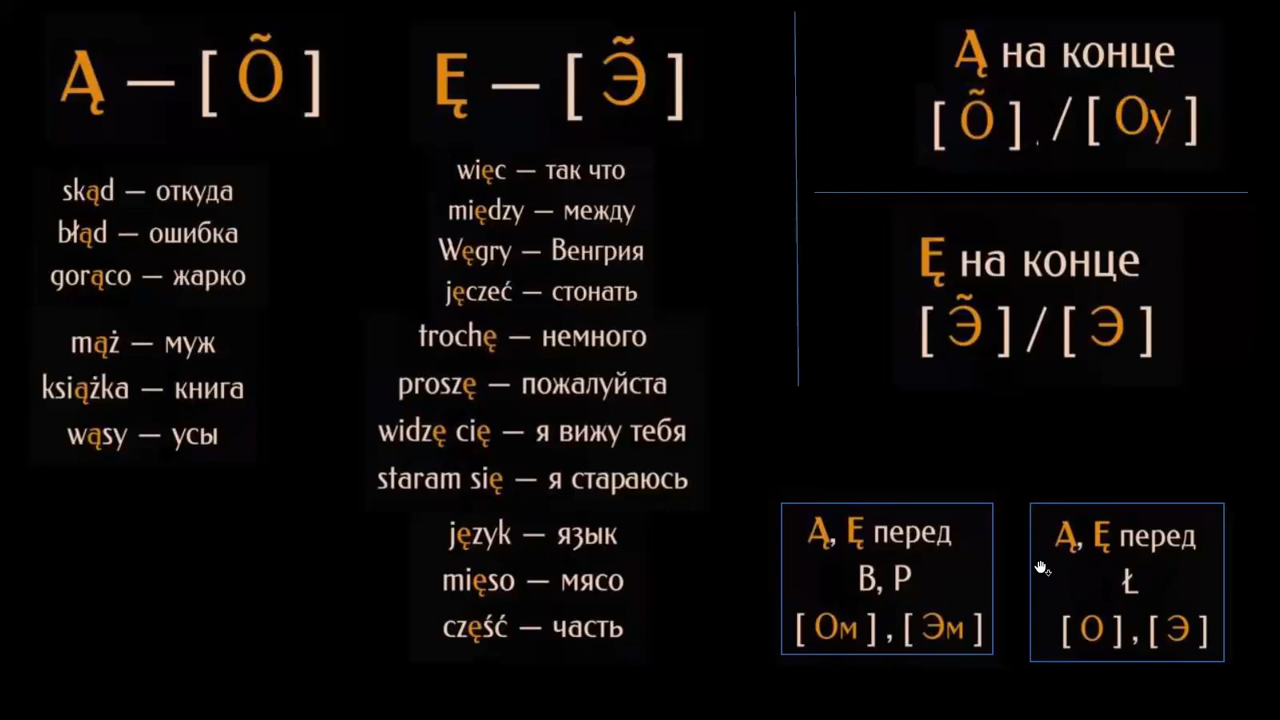 Ą — [ Õ ]
skąd — откуда
błąd — ошибка
gorąco — жарко
mąż — муж
książka — книга
wąsy — усы
Ę — [ Э̃ ]
więc — так что
między — между
Węgry — Венгрия
jęczeć — стонать
trochę — немного
proszę — пожалуйста
widzę cię — я вижу тебя
staram się — я стараюсь
język — язык
mięso — мясо
część — часть
Ą на конце
[ Õ ] / [ Оу ]
Ę на конце
[ Э̃ ] / [ Э ]
Ą, Ę перед
B, P
[ Ом ] , [ Эм ]
Ą, Ę перед
Ł
[ О ] , [ Э ]